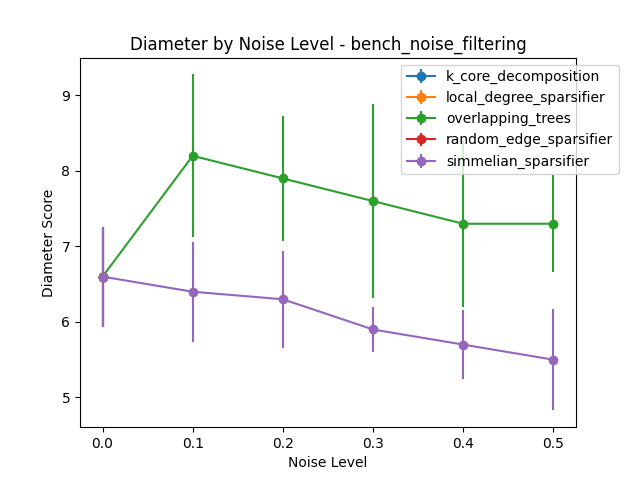 Diameter by Noise Level - bench_noise_filtering
k_core_decomposition
local_degree_sparsifier
overlapping_trees
random_edge_sparsifier
simmelian_sparsifier
Diameter Score
9
8
7
6
5
0.0 0.1 0.2 0.3 0.4 0.5
Noise Level